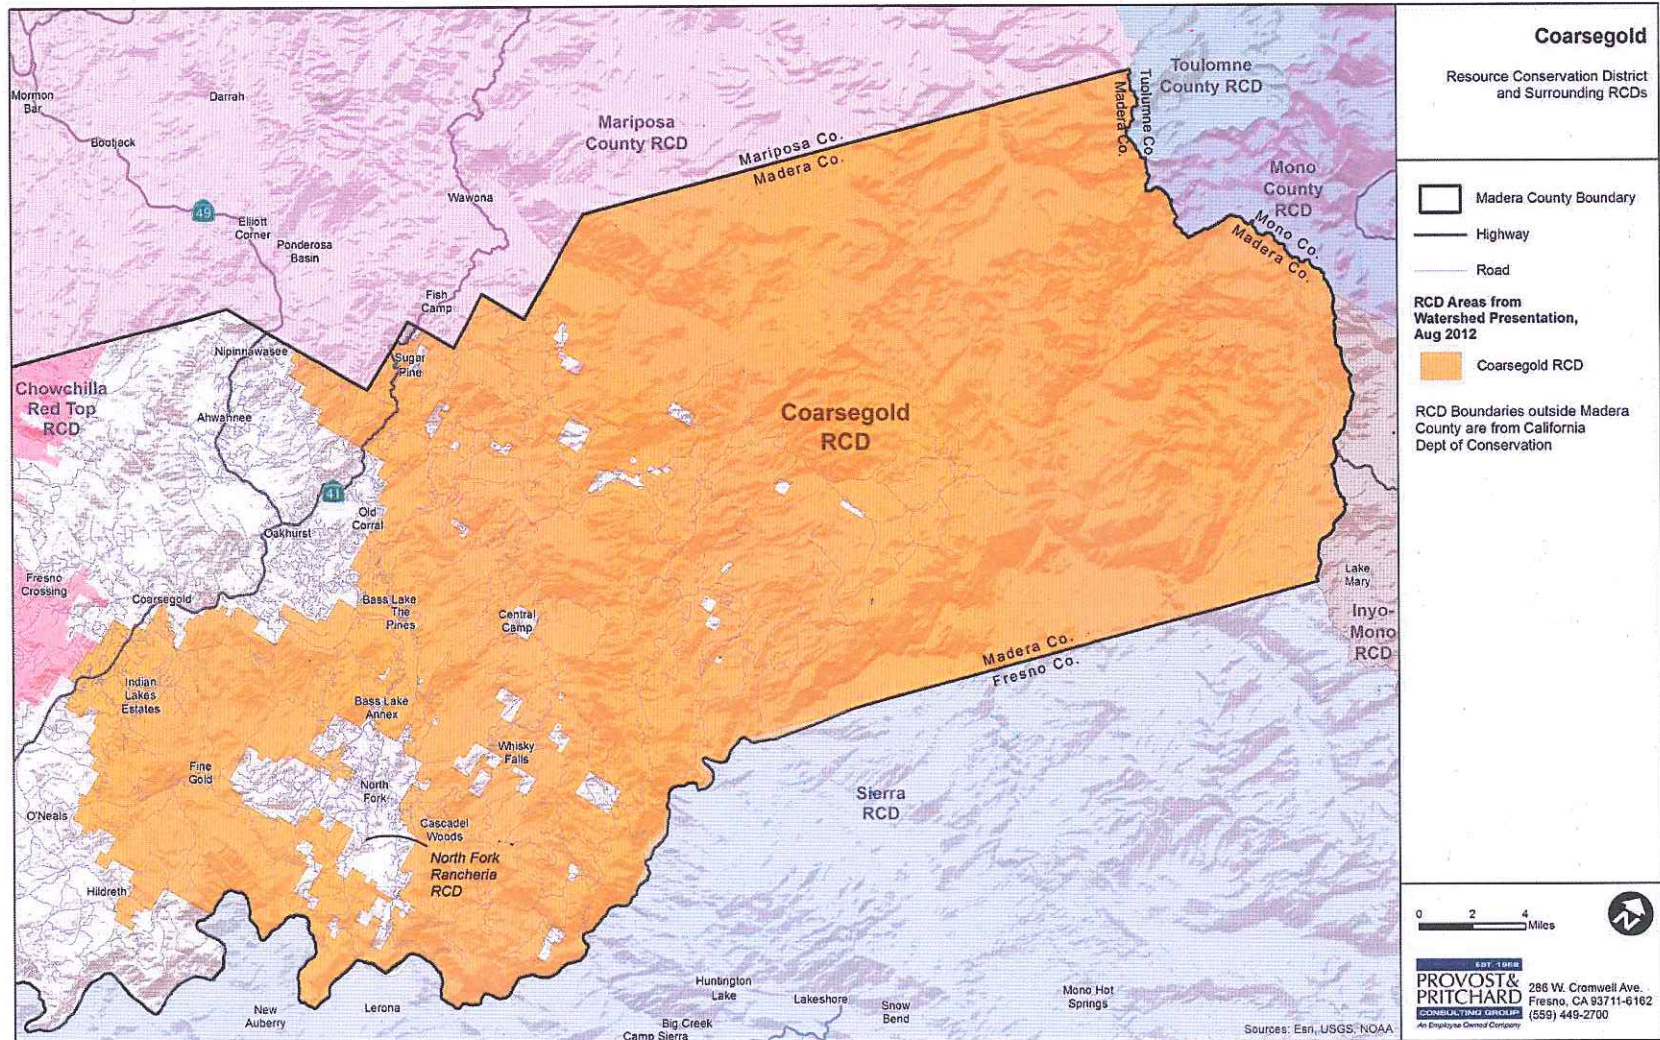 Coarsegold
Resource Conservation District
and Surrounding RCDs
Madera County Boundary
Highway
Road
RCD Areas from
Watershed Presentation,
Aug 2012
Coarsegold RCD
RCD Boundaries outside Madera
County are from California
Dept of Conservation
0 2 4
Miles
N
EST. 1968
PROVOST&
PRITCHARD
CONSULTING GROUP
An Employee Owned Company
286 W. Cromwell Ave.
Fresno, CA 93711-6162
(559) 449-2700
Mormon
Bar
Darrah
Bootjack
49
Elliott
Corner
Ponderosa
Basin
Wawona
Fish
Camp
Mariposa
County RCD
Mariposa Co.
Madera Co.
Toulomne
County RCD
Tuolumne Co.
Madera Co.
Mono
County
RCD
Mono Co.
Madera Co.
Nipinnawasee
Sugar
Pine
Chowchilla
Red Top
RCD
Ahwahnee
41
Old
Corral
Oakhurst
Coarsegold
RCD
Fresno
Crossing
Coarsegold
Bass Lake
The
Pines
Central
Camp
Lake
Mary
Inyo-
Mono
RCD
Madera Co.
Fresno Co.
Indian
Lakes
Estates
Bass Lake
Annex
Whisky
Falls
Fine
Gold
North
Fork
O'Neals
Cascadel
Woods
North Fork
Rancheria
RCD
Sierra
RCD
Hildreth
New
Auberry
Lerona
Huntington
Lake
Big Creek
Camp Sierra
Lakeshore
Snow
Bend
Mono Hot
Springs
Sources: Esri, USGS, NOAA